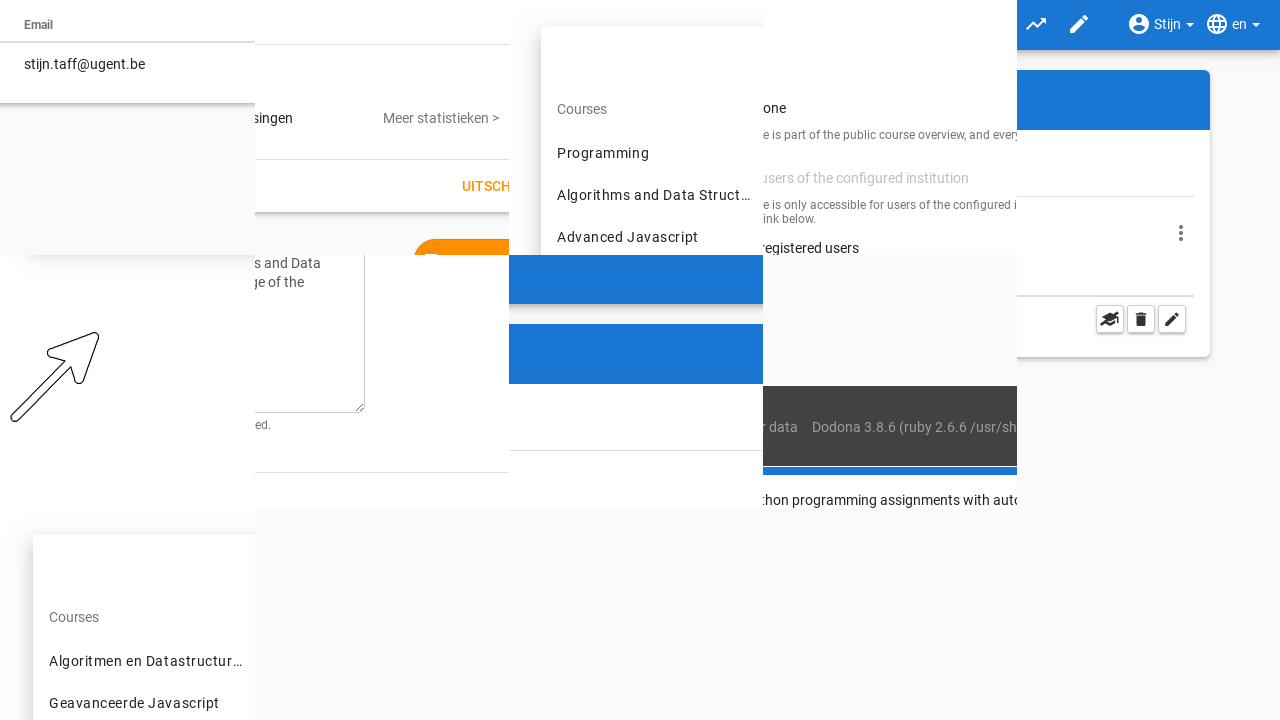 Email
stijn.taff@ugent.be
singen
Meer statistieken >
UITSCH
Courses
Programming
Algorithms and Data Struct…
Advanced Javascript
one
e is part of the public course overview, and every
users of the configured institution
e is only accessible for users of the configured i
ink below.
registered users
Stijn
en
s and Data
ge of the
ed.
r data Dodona 3.8.6 (ruby 2.6.6 /usr/sh
thon programming assignments with auto
Courses
Algoritmen en Datastructur…
Geavanceerde Javascript